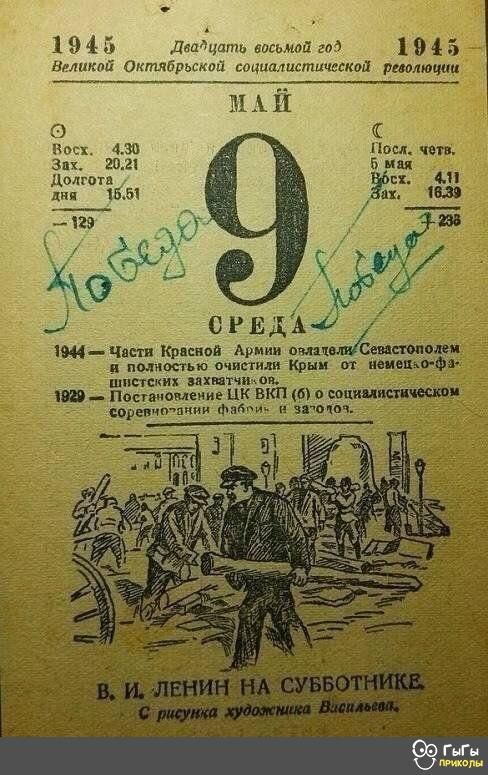 1945 Двадцать восьмой год 1945
Великой Октябрьской социалистической революции
МАЙ
Восх. 4.30
Зах. 20.21
Долгота
дня 15.51
— 129
9
Посл. четв.
5 мая
Восх. 4.11
Зах. 16.39
+ 236
Победа
Победа
СРЕДА
1944 — Части Красной Армии овладели Севастополем
и полностью очистили Крым от немецко-фа-
шистских захватчиков.
1929 — Постановление ЦК ВКП (б) о социалистическом
соревновании фабрик и заводов.
В. И. ЛЕНИН НА СУББОТНИКЕ.
С рисунка художника Васильева.
ГыГы
приколы